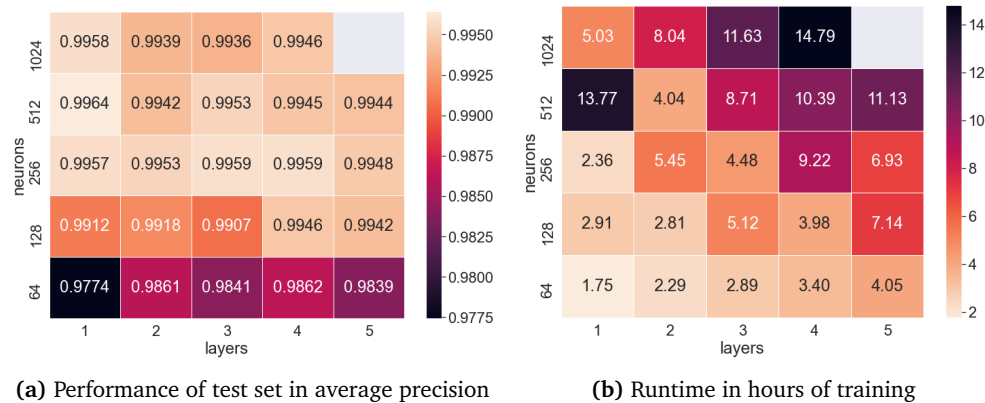 0.9958 0.9939 0.9936 0.9946
0.9964 0.9942 0.9953 0.9945 0.9944
0.9957 0.9953 0.9959 0.9959 0.9948
0.9912 0.9918 0.9907 0.9946 0.9942
0.9774 0.9861 0.9841 0.9862 0.9839
1024
512
256
128
64
neurons
1 2 3 4 5
layers
0.9950
0.9925
0.9900
0.9875
0.9850
0.9825
0.9800
0.9775
(a) Performance of test set in average precision
5.03 8.04 11.63 14.79
13.77 4.04 8.71 10.39 11.13
2.36 5.45 4.48 9.22 6.93
2.91 2.81 5.12 3.98 7.14
1.75 2.29 2.89 3.40 4.05
1024
512
256
128
64
neurons
1 2 3 4 5
layers
14
12
10
8
6
4
2
(b) Runtime in hours of training